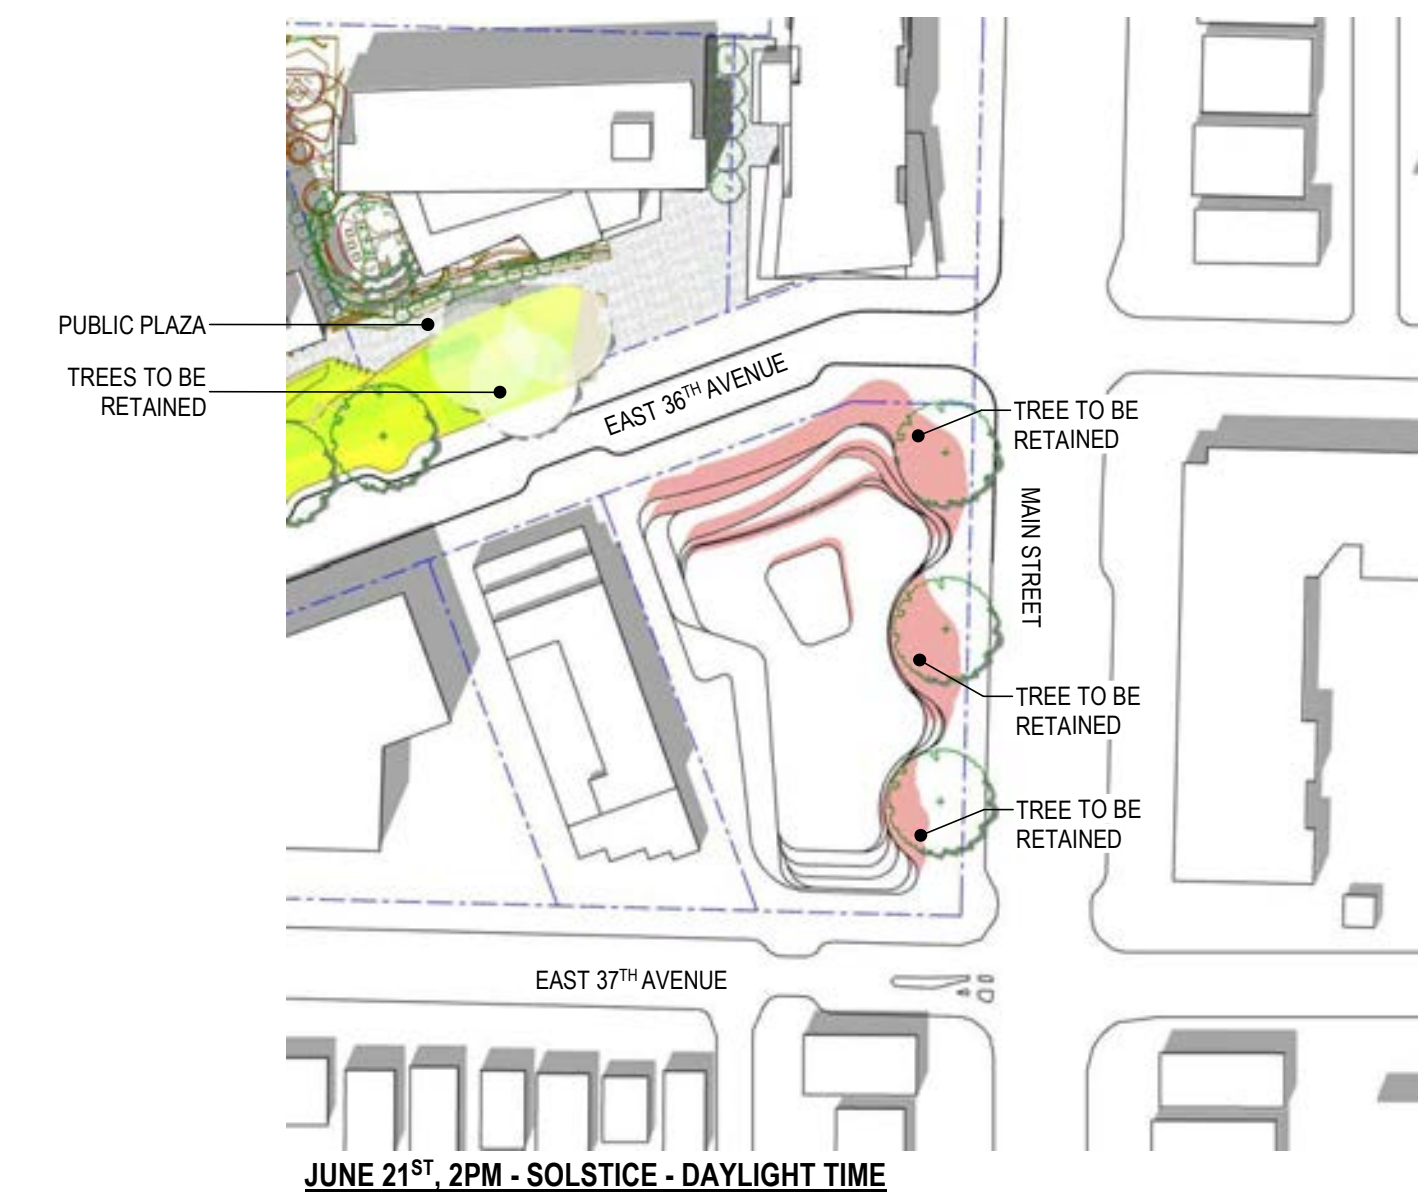 PUBLIC PLAZA
TREES TO BE
RETAINED
EAST 36TH AVENUE
TREE TO BE
RETAINED
MAIN STREET
TREE TO BE
RETAINED
TREE TO BE
RETAINED
EAST 37TH AVENUE
JUNE 21ST, 2PM - SOLSTICE - DAYLIGHT TIME